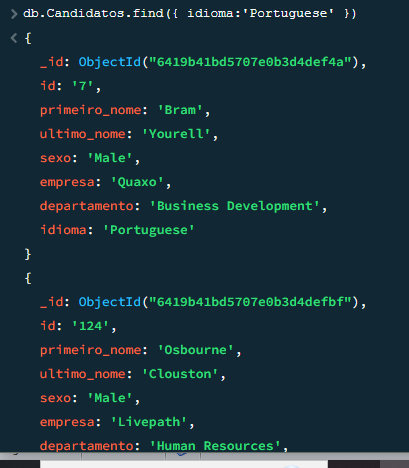 > db.Candidatos.find({ idioma:'Portuguese' })
< {
_id: ObjectId("6419b41bd5707e0b3d4def4a"),
id: '7',
primeiro_nome: 'Bram',
ultimo_nome: 'Yourell',
sexo: 'Male',
empresa: 'Quaxo',
departamento: 'Business Development',
idioma: 'Portuguese'
}
{
_id: ObjectId("6419b41bd5707e0b3d4defbf"),
id: '124',
primeiro_nome: 'Osbourne',
ultimo_nome: 'Clouston',
sexo: 'Male',
empresa: 'Livepath',
departamento: 'Human Resources',